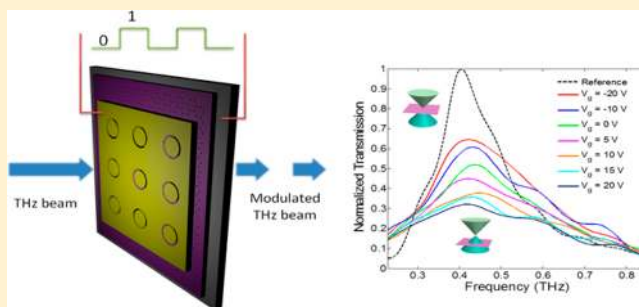 1
0
THz beam
Modulated
THz beam
Normalized Transmission
1
0.9
0.8
0.7
0.6
0.5
0.4
0.3
0.2
0.1
0
0.3 0.4 0.5 0.6 0.7 0.8
Frequency (THz)
Reference
Vg = -20 V
Vg = -10 V
Vg = 0 V
Vg = 5 V
Vg = 10 V
Vg = 15 V
Vg = 20 V